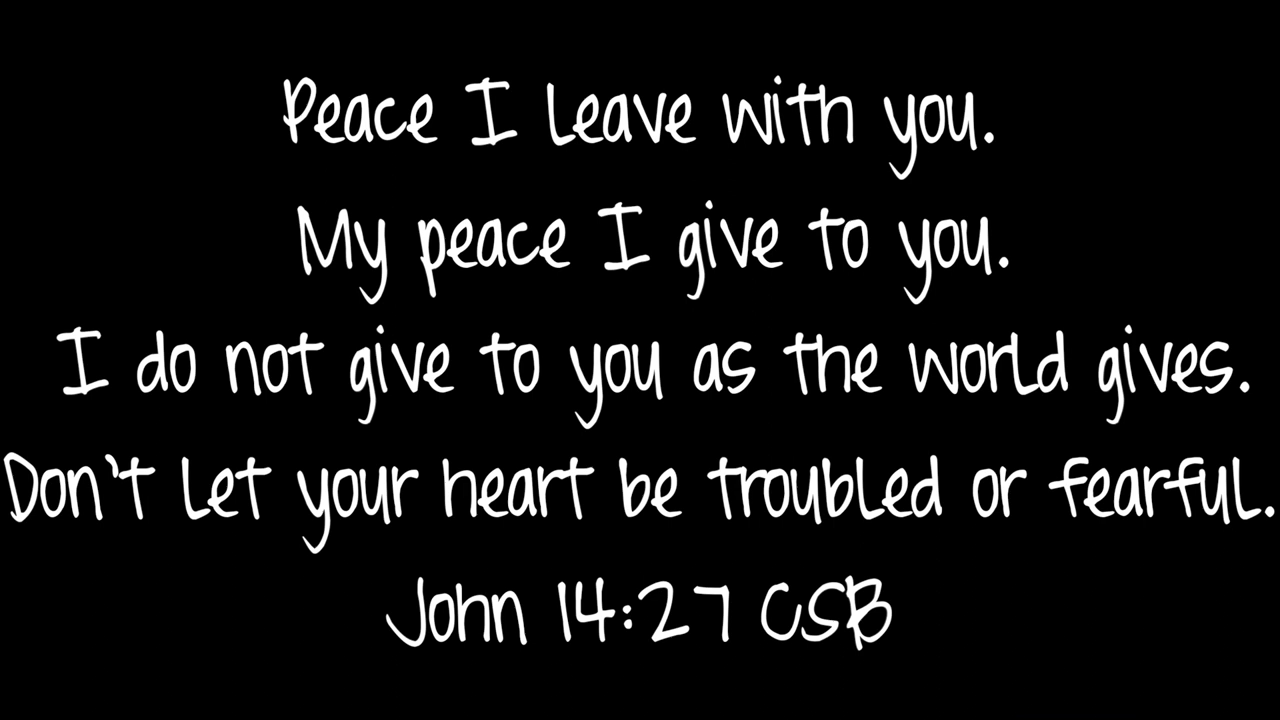 Peace I leave with you.
My peace I give to you.
I do not give to you as the world gives.
Don't let your heart be troubled or fearful.
John 14:27 CSB